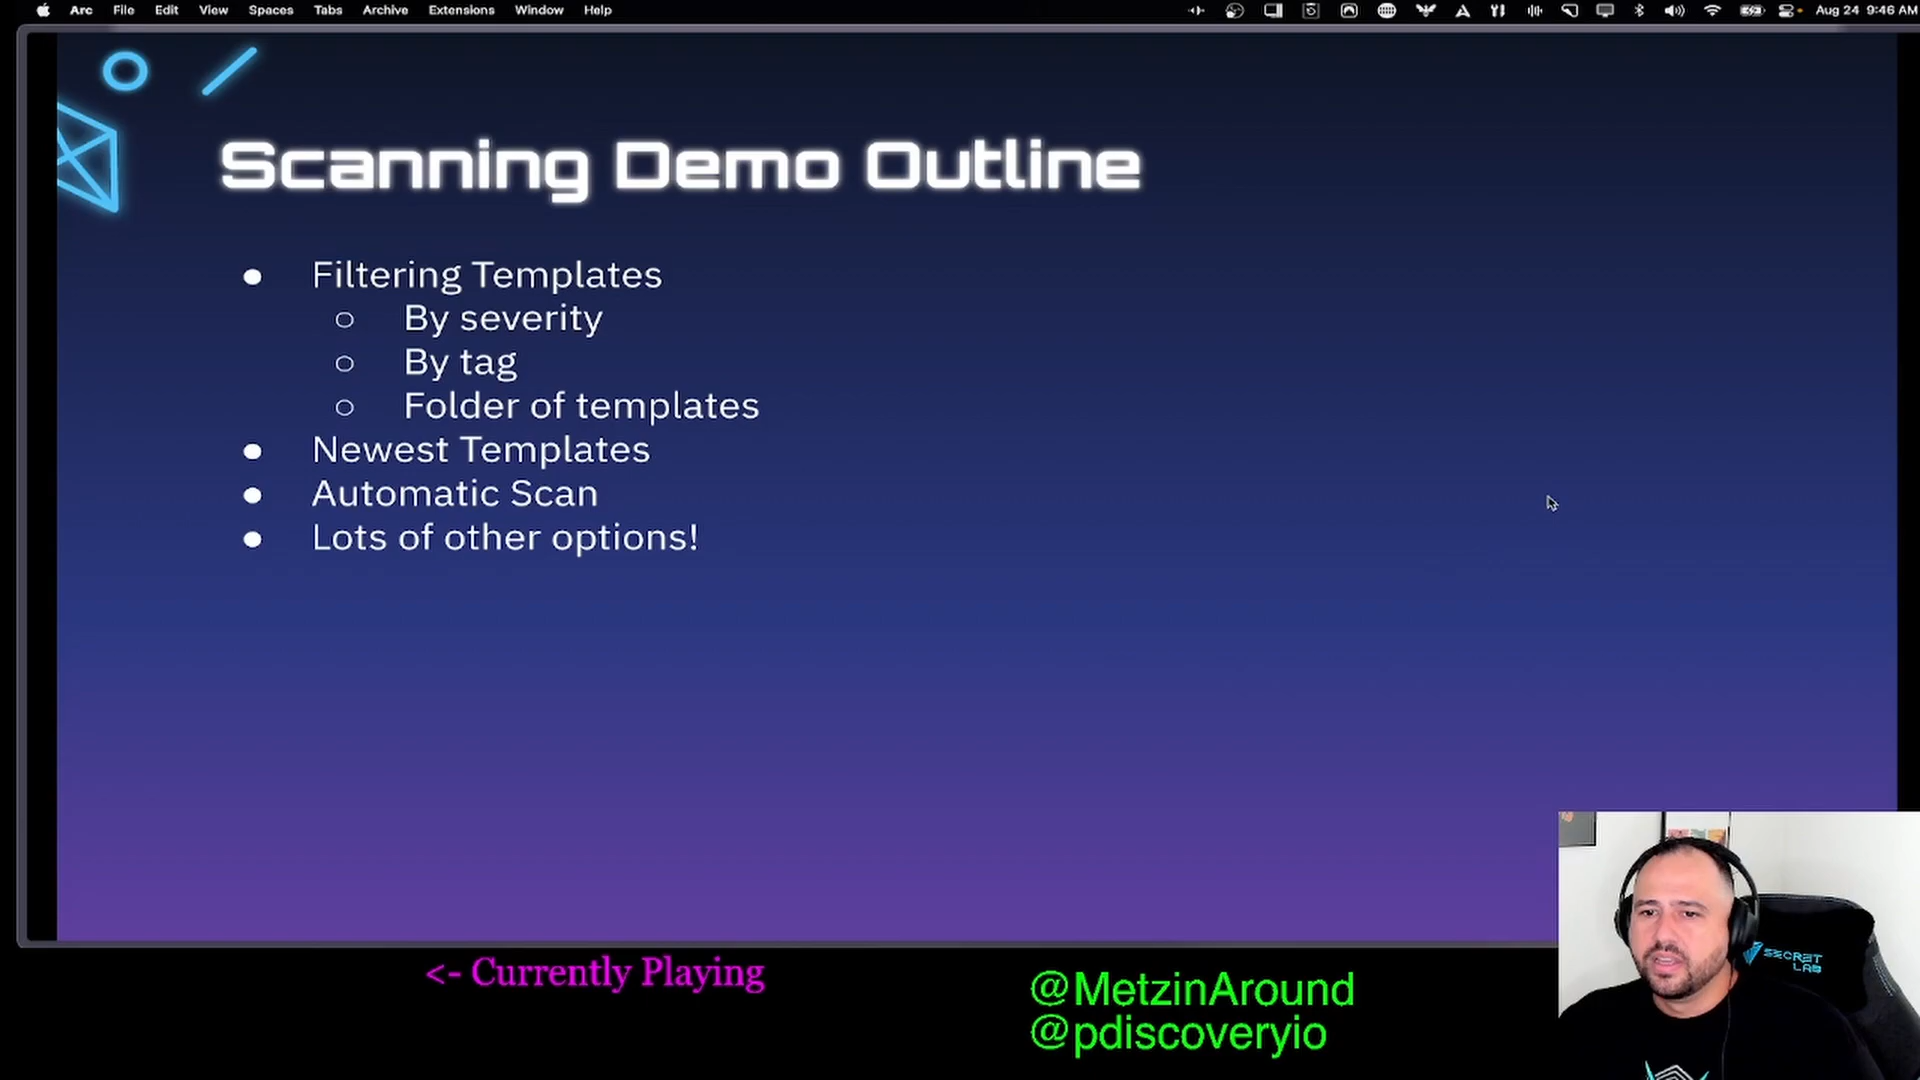 Arc File Edit View Spaces Tabs Archive Extensions Window Help Aug 24 9:46 AM
Scanning Demo Outline
● Filtering Templates
○ By severity
○ By tag
○ Folder of templates
● Newest Templates
● Automatic Scan
● Lots of other options!
<- Currently Playing
@MetzinAround
@pdiscoveryio
SECRET
LAB